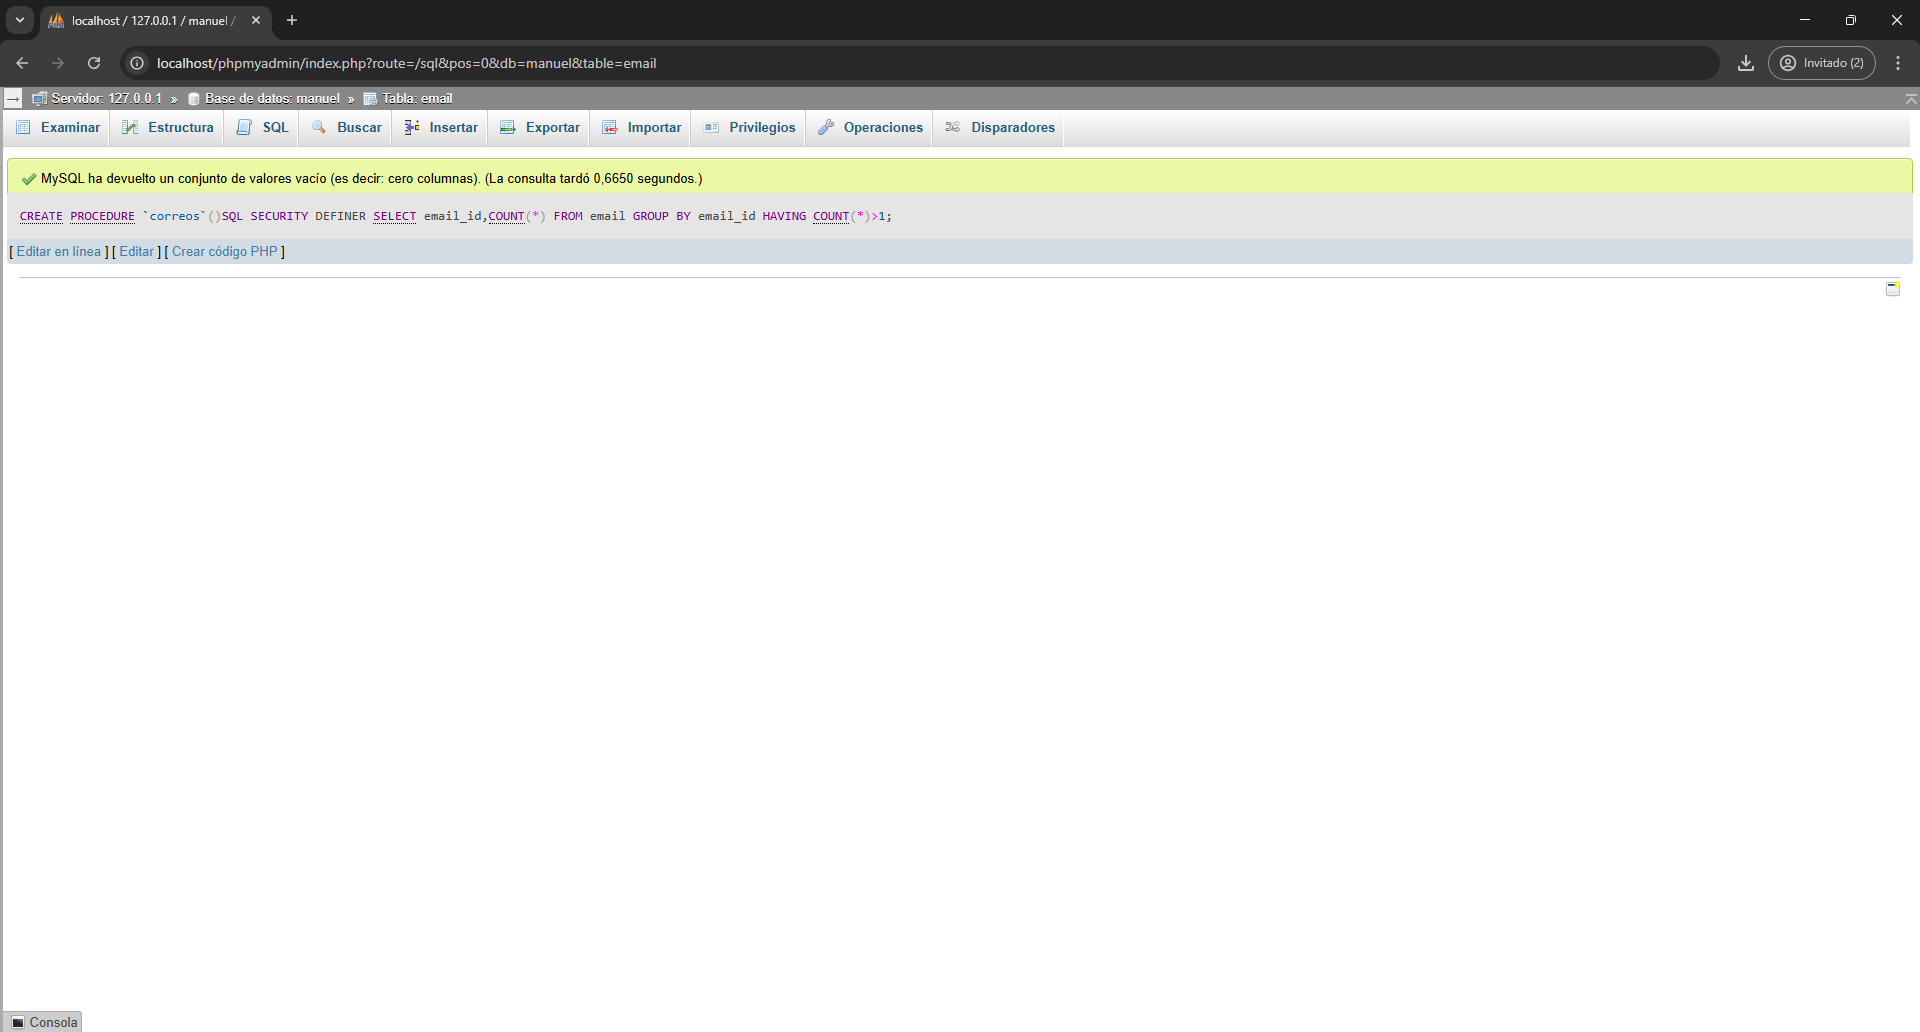 localhost / 127.0.0.1 / manuel /
localhost/phpmyadmin/index.php?route=/sql&pos=0&db=manuel&table=email
Invitado (2)
Servidor: 127.0.0.1 » Base de datos: manuel » Tabla: email
Examinar Estructura SQL Buscar Insertar Exportar Importar Privilegios Operaciones Disparadores
MySQL ha devuelto un conjunto de valores vacío (es decir: cero columnas). (La consulta tardó 0,6650 segundos.)
CREATE PROCEDURE `correos`()SQL SECURITY DEFINER SELECT email_id,COUNT(*) FROM email GROUP BY email_id HAVING COUNT(*)>1;
[ Editar en línea ] [ Editar ] [ Crear código PHP ]
Consola